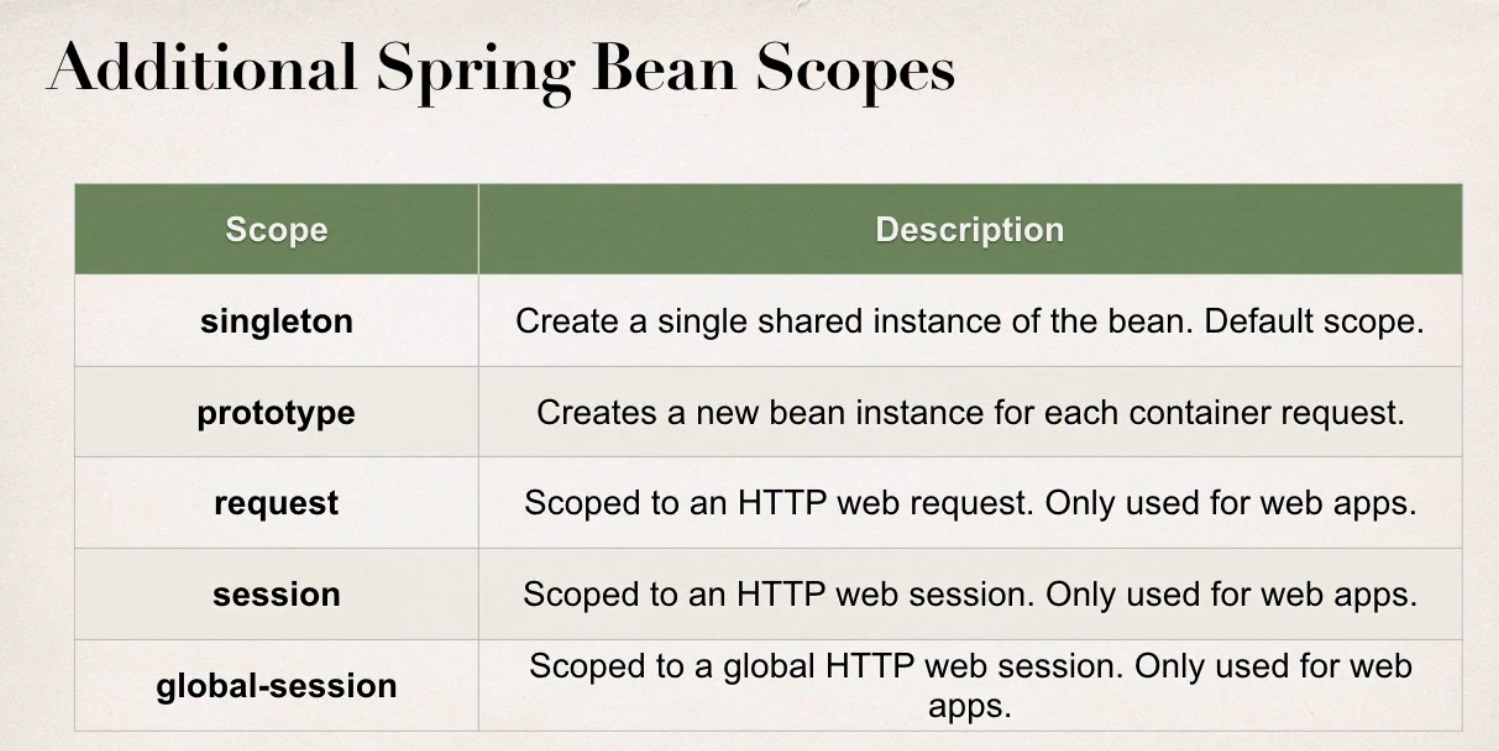 Additional Spring Bean Scopes
Scope Description
singleton Create a single shared instance of the bean. Default scope.
prototype Creates a new bean instance for each container request.
request Scoped to an HTTP web request. Only used for web apps.
session Scoped to an HTTP web session. Only used for web apps.
global-session Scoped to a global HTTP web session. Only used for web
apps.